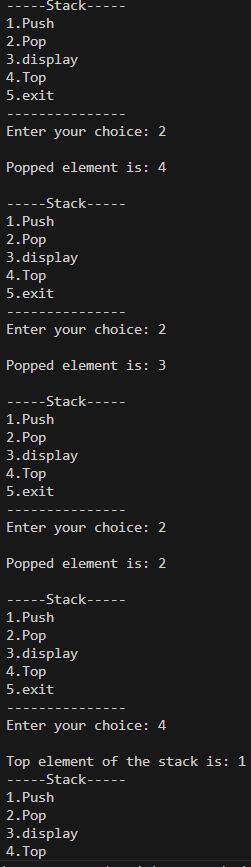 -----Stack-----
1.Push
2.Pop
3.display
4.Top
5.exit
---------------
Enter your choice: 2
Popped element is: 4
-----Stack-----
1.Push
2.Pop
3.display
4.Top
5.exit
---------------
Enter your choice: 2
Popped element is: 3
-----Stack-----
1.Push
2.Pop
3.display
4.Top
5.exit
---------------
Enter your choice: 2
Popped element is: 2
-----Stack-----
1.Push
2.Pop
3.display
4.Top
5.exit
---------------
Enter your choice: 4
Top element of the stack is: 1
-----Stack-----
1.Push
2.Pop
3.display
4.Top